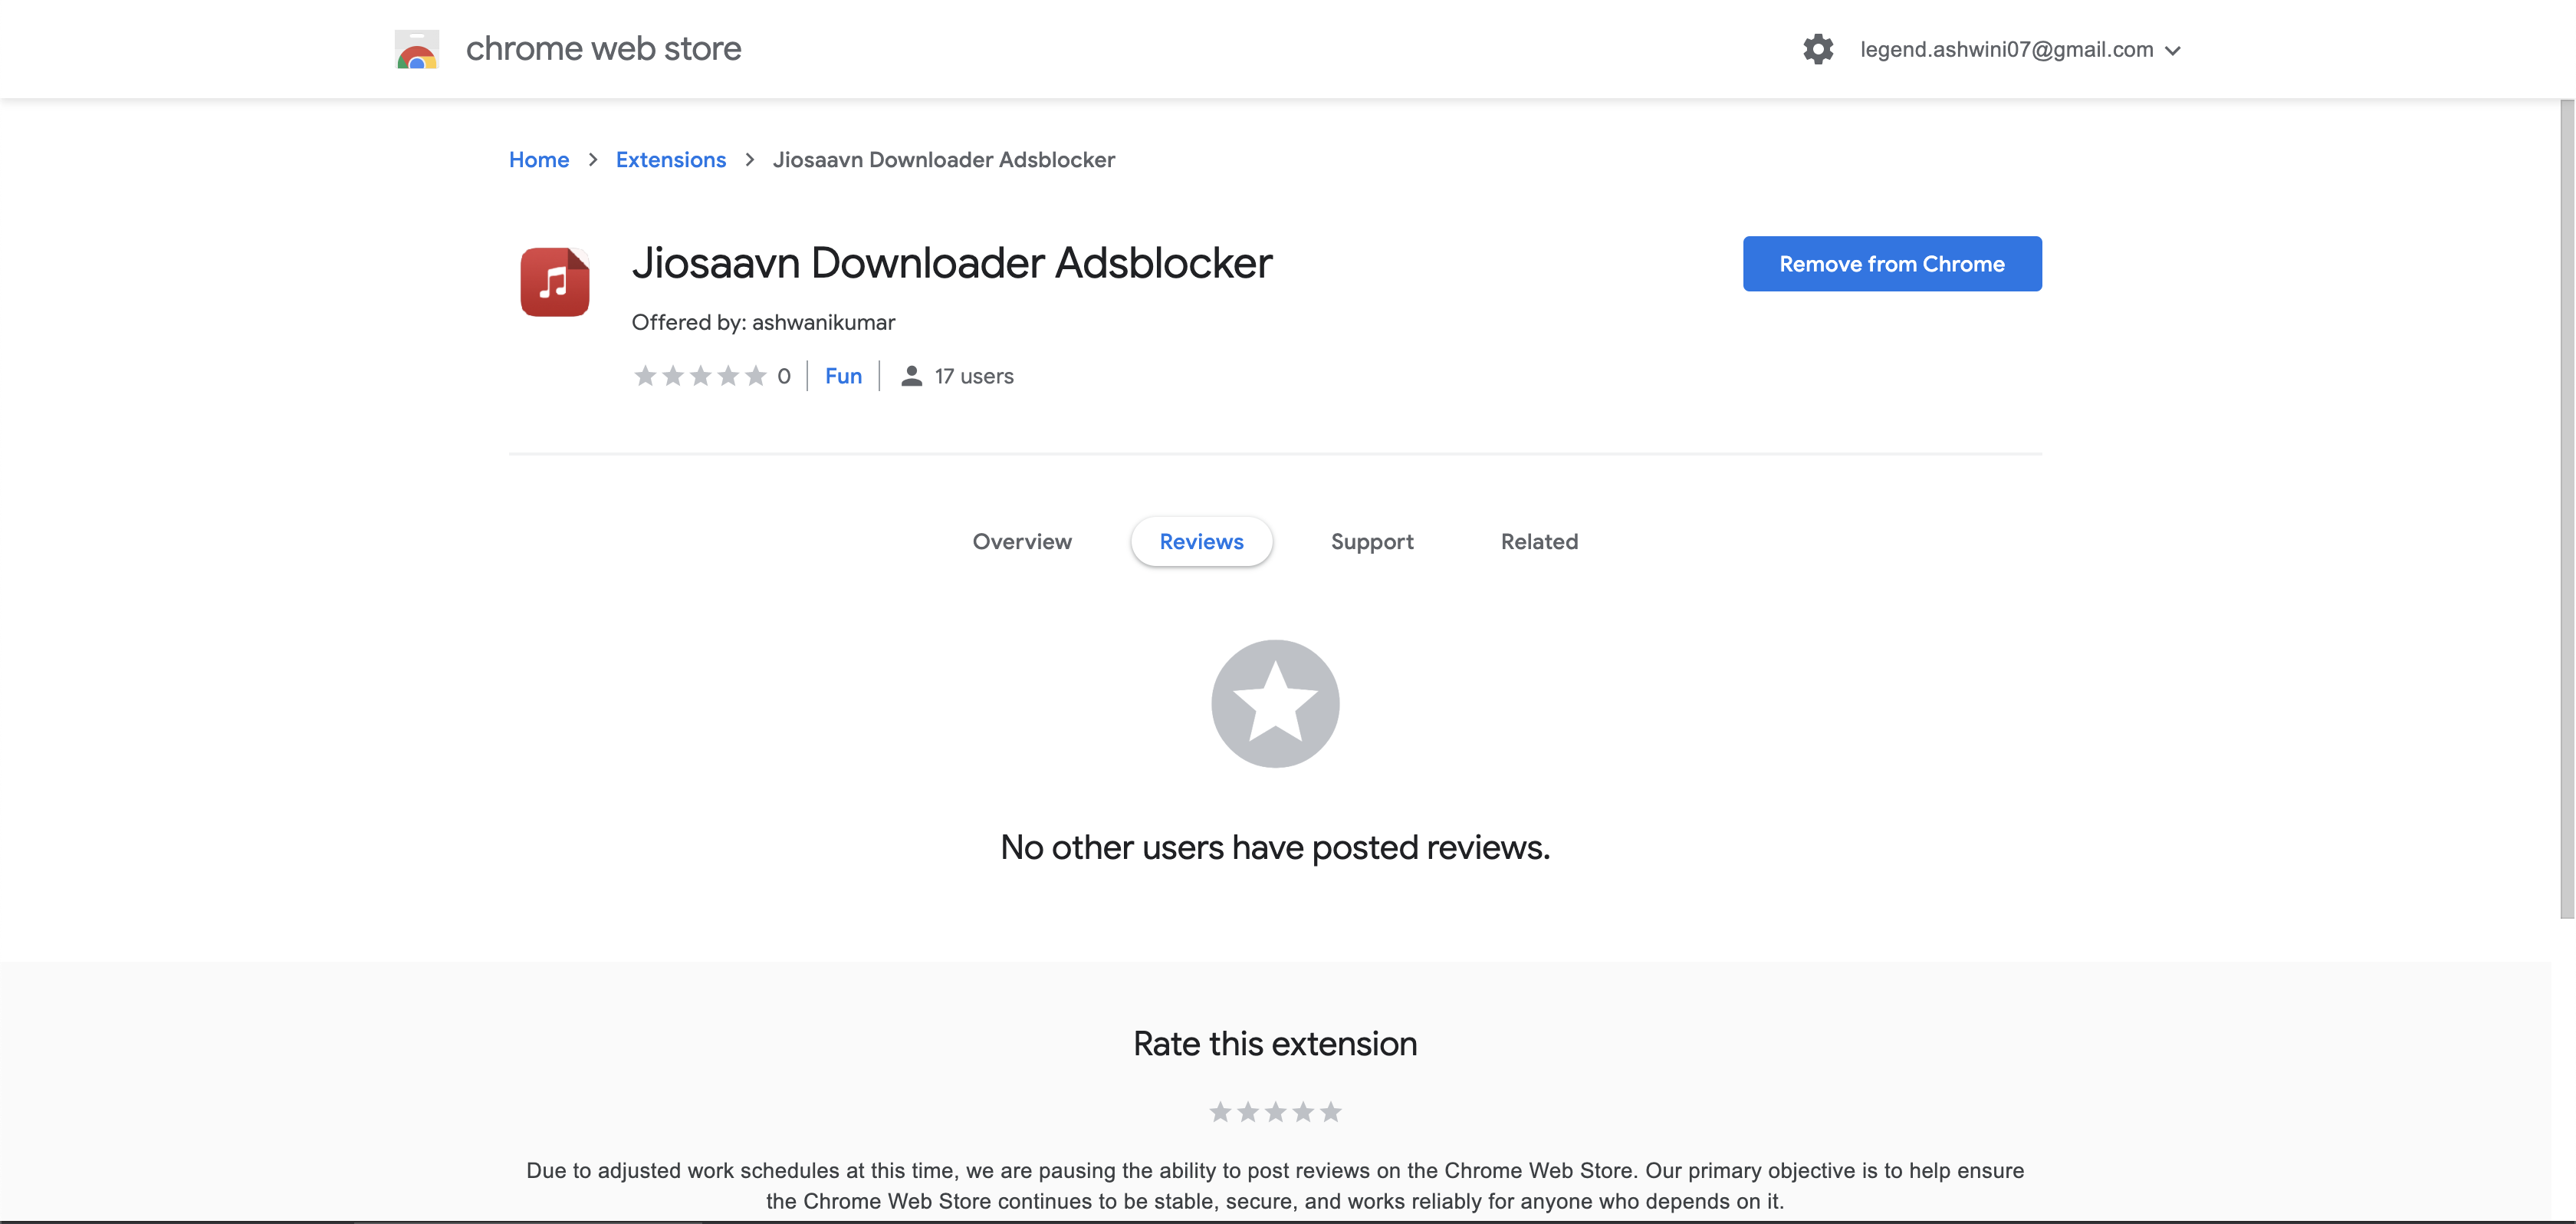 chrome web store
legend.ashwini07@gmail.com
Home > Extensions > Jiosaavn Downloader Adsblocker
Jiosaavn Downloader Adsblocker
Remove from Chrome
Offered by: ashwanikumar
0 | Fun | 17 users
Overview Reviews Support Related
No other users have posted reviews.
Rate this extension
Due to adjusted work schedules at this time, we are pausing the ability to post reviews on the Chrome Web Store. Our primary objective is to help ensure
the Chrome Web Store continues to be stable, secure, and works reliably for anyone who depends on it.